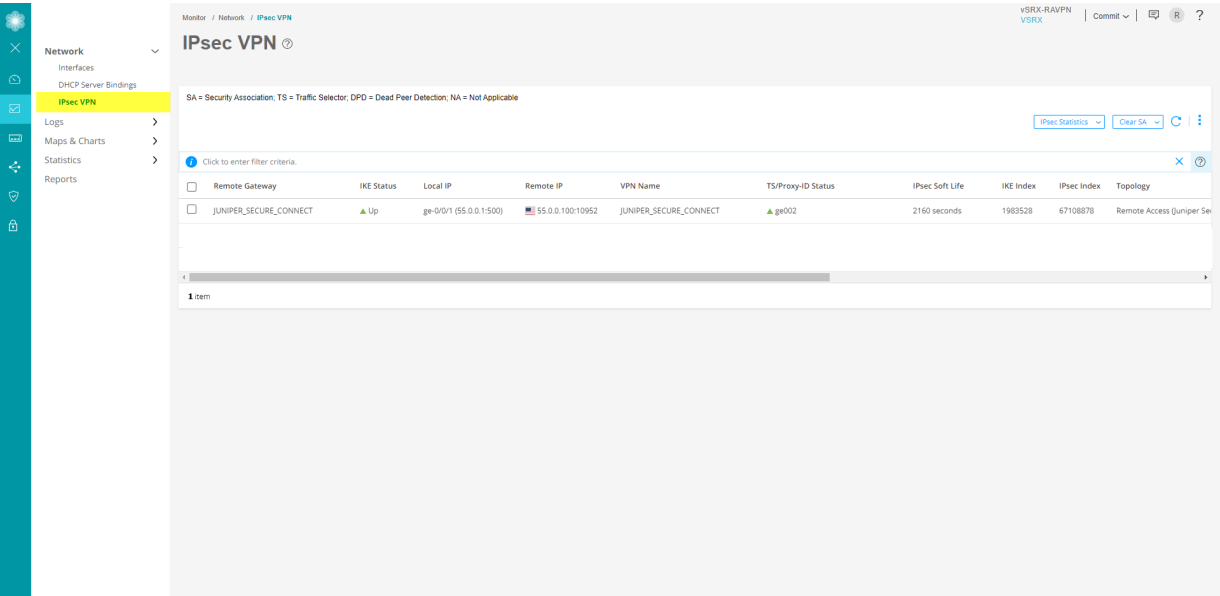 vSRX-RAVPN
VSRX
Commit
R
?
Monitor / Network / IPsec VPN
IPsec VPN ?
Network
Interfaces
DHCP Server Bindings
IPsec VPN
Logs
Maps & Charts
Statistics
Reports
SA = Security Association; TS = Traffic Selector; DPD = Dead Peer Detection; NA = Not Applicable
IPsec Statistics
Clear SA
i Click to enter filter criteria. ?
Remote Gateway IKE Status Local IP Remote IP VPN Name TS/Proxy-ID Status IPsec Soft Life IKE Index IPsec Index Topology
JUNIPER_SECURE_CONNECT Up ge-0/0/1 (55.0.0.1:500) 55.0.0.100:10952 JUNIPER_SECURE_CONNECT ge002 2160 seconds 1983528 67108878 Remote Access (Juniper Se
1 item